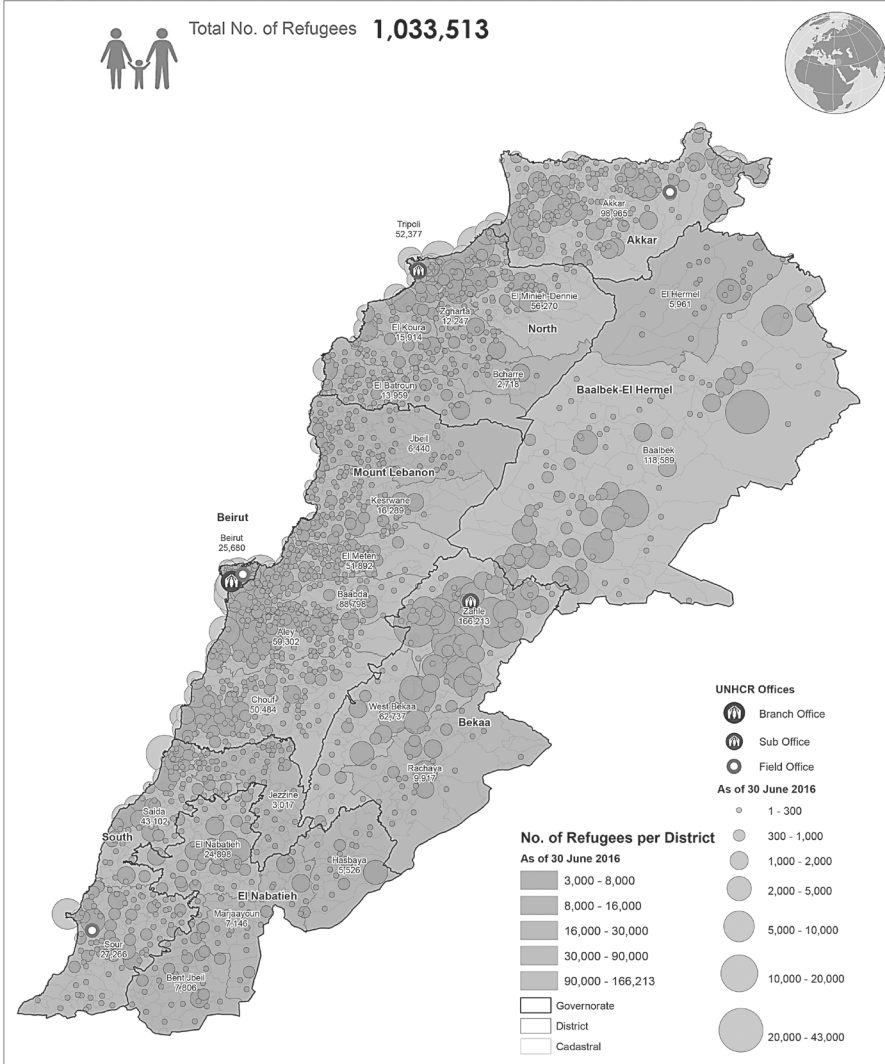 Total No. of Refugees 1,033,513
Akkar
98,965
Akkar
Tripoli
52,377
El Hermel
5,961
El Minieh-Dennie
56,270
Zgharta
12,247
El Koura
15,914
North
Bcharre
2,716
El Batroun
13,959
Baalbek-El Hermel
Jbeil
6,440
Baalbek
118,589
Mount Lebanon
Kesrwane
16,289
Beirut
Beirut
25,680
El Meten
51,892
Baabda
88,798
Zahle
166,213
Aley
59,302
Chouf
50,484
West Bekaa
62,737
Bekaa
Rachaya
9,917
Jezzine
3,017
Saida
43,102
South
El Nabatieh
24,898
Hasbaya
5,526
El Nabatieh
Marjaayoun
7,146
Sour
27,266
Bent Jbeil
7,806
UNHCR Offices
Branch Office
Sub Office
Field Office
As of 30 June 2016
1 - 300
300 - 1,000
1,000 - 2,000
2,000 - 5,000
5,000 - 10,000
10,000 - 20,000
20,000 - 43,000
No. of Refugees per District
As of 30 June 2016
3,000 - 8,000
8,000 - 16,000
16,000 - 30,000
30,000 - 90,000
90,000 - 166,213
Governorate
District
Cadastral